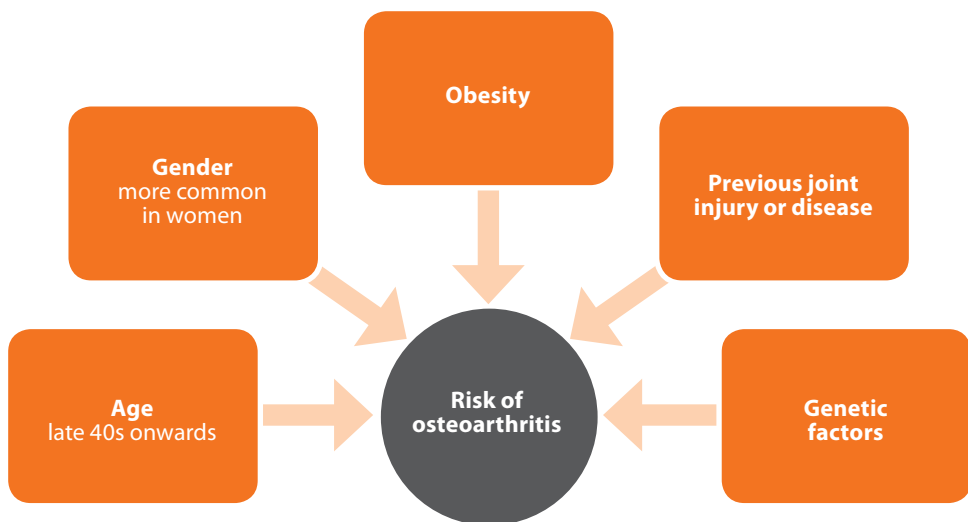 Obesity
Gender
more common
in women
Previous joint
injury or disease
Age
late 40s onwards
Risk of
osteoarthritis
Genetic
factors